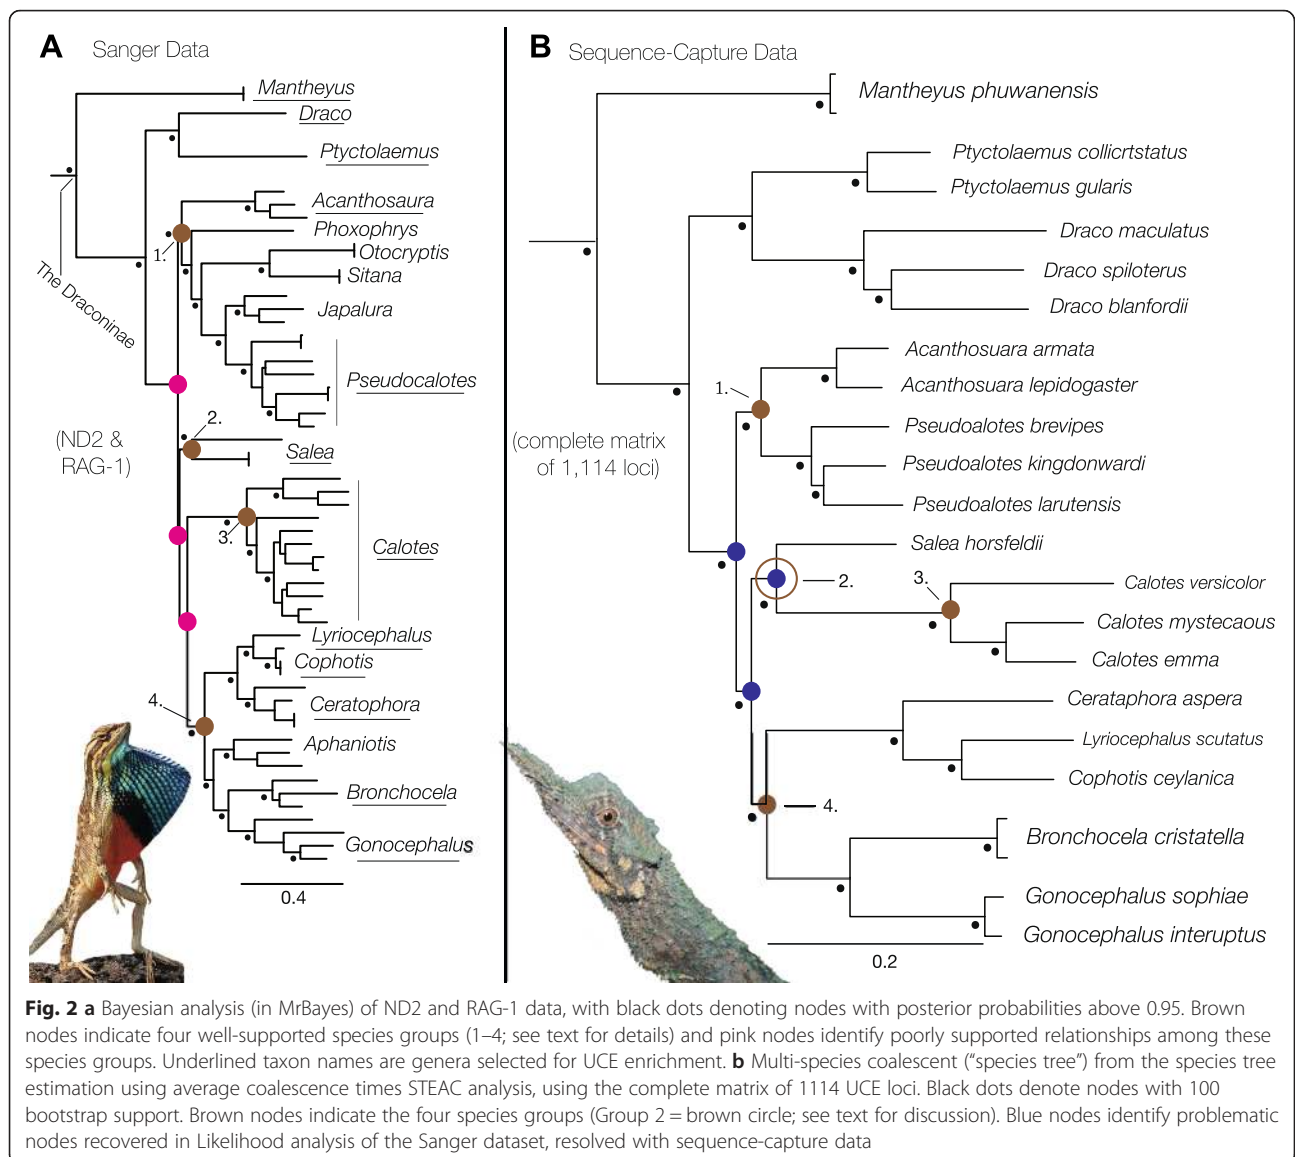 A Sanger Data
Mantheyus
Draco
Ptyctolaemus
Acanthosaura
Phoxophrys
1.
Otocryptis
Sitana
The Draconinae
Japalura
Pseudocalotes
2.
(ND2 &
RAG-1)
Salea
3.
Calotes
Lyriocephalus
Cophotis
4.
Ceratophora
Aphaniotis
Bronchocela
Gonocephalus
0.4
B Sequence-Capture Data
Mantheyus phuwanensis
Ptyctolaemus collicrtstatus
Ptyctolaemus gularis
Draco maculatus
Draco spiloterus
Draco blanfordii
Acanthosuara armata
1.
Acanthosuara lepidogaster
Pseudoalotes brevipes
(complete matrix
of 1,114 loci)
Pseudoalotes kingdonwardi
Pseudoalotes larutensis
Salea horsfeldii
2.
3.
Calotes versicolor
Calotes mystecaous
Calotes emma
Cerataphora aspera
Lyriocephalus scutatus
Cophotis ceylanica
4.
Bronchocela cristatella
Gonocephalus sophiae
Gonocephalus interuptus
0.2
Fig. 2 a Bayesian analysis (in MrBayes) of ND2 and RAG-1 data, with black dots denoting nodes with posterior probabilities above 0.95. Brown
nodes indicate four well-supported species groups (1–4; see text for details) and pink nodes identify poorly supported relationships among these
species groups. Underlined taxon names are genera selected for UCE enrichment. b Multi-species coalescent (“species tree”) from the species tree
estimation using average coalescence times STEAC analysis, using the complete matrix of 1114 UCE loci. Black dots denote nodes with 100
bootstrap support. Brown nodes indicate the four species groups (Group 2 = brown circle; see text for discussion). Blue nodes identify problematic
nodes recovered in Likelihood analysis of the Sanger dataset, resolved with sequence-capture data